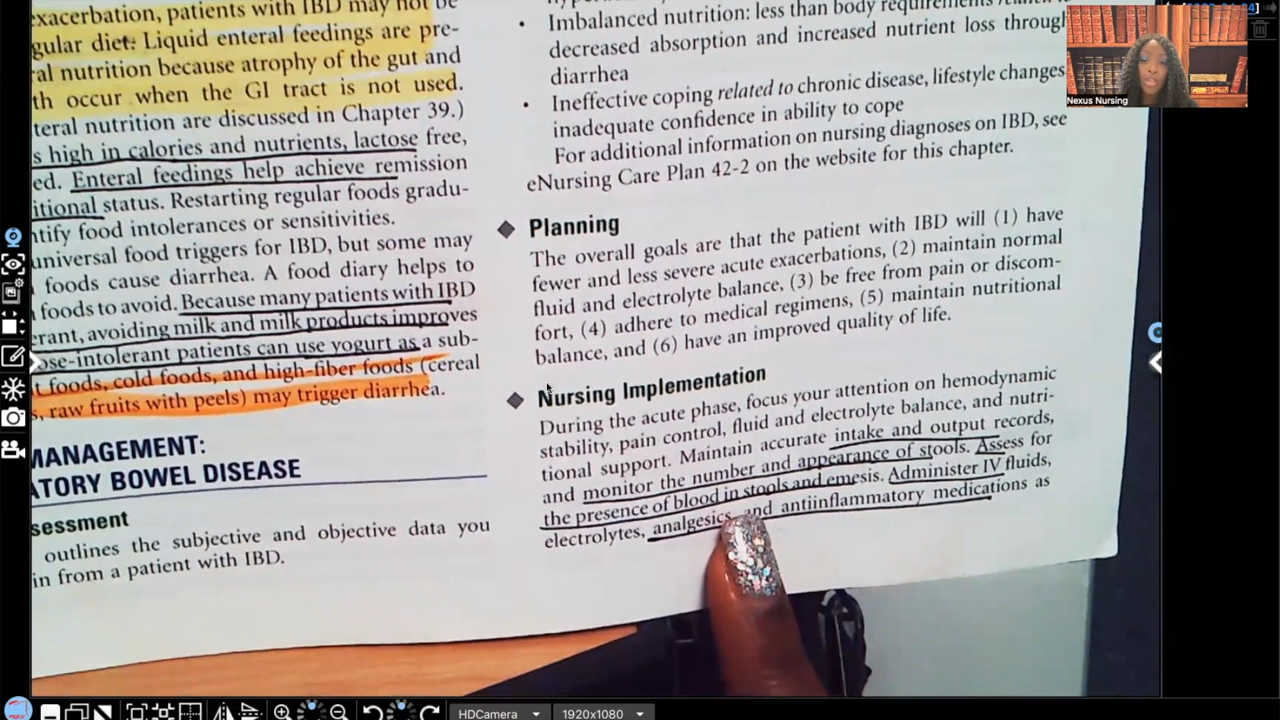 exacerbation, patients with IBD may not be
gular diet. Liquid enteral feedings are pre-
al nutrition because atrophy of the gut and
th occur when the GI tract is not used.
teral nutrition are discussed in Chapter 39.)
s high in calories and nutrients, lactose free,
ed. Enteral feedings help achieve remission
itional status. Restarting regular foods gradu-
ntify food intolerances or sensitivities.
universal food triggers for IBD, but some may
foods cause diarrhea. A food diary helps to
foods to avoid. Because many patients with IBD
erant, avoiding milk and milk products improves
ose-intolerant patients can use yogurt as a sub-
t foods, cold foods, and high-fiber foods (cereal
s, raw fruits with peels) may trigger diarrhea.
MANAGEMENT:
ATORY BOWEL DISEASE
sessment
outlines the subjective and objective data you
in from a patient with IBD.
• Imbalanced nutrition: less than body requirements
decreased absorption and increased nutrient loss through
diarrhea
• Ineffective coping related to chronic disease, lifestyle changes
inadequate confidence in ability to cope
For additional information on nursing diagnoses on IBD, see
eNursing Care Plan 42-2 on the website for this chapter.
Planning
The overall goals are that the patient with IBD will (1) have
fewer and less severe acute exacerbations, (2) maintain normal
fluid and electrolyte balance, (3) be free from pain or discom-
fort, (4) adhere to medical regimens, (5) maintain nutritional
balance, and (6) have an improved quality of life.
Nursing Implementation
During the acute phase, focus your attention on hemodynamic
stability, pain control, fluid and electrolyte balance, and nutri-
tional support. Maintain accurate intake and output records,
and monitor the number and appearance of stools. Assess for
the presence of blood in stools and emesis. Administer IV fluids,
electrolytes, analgesics, and antiinflammatory medications as
Nexus Nursing
HDCamera
1920x1080